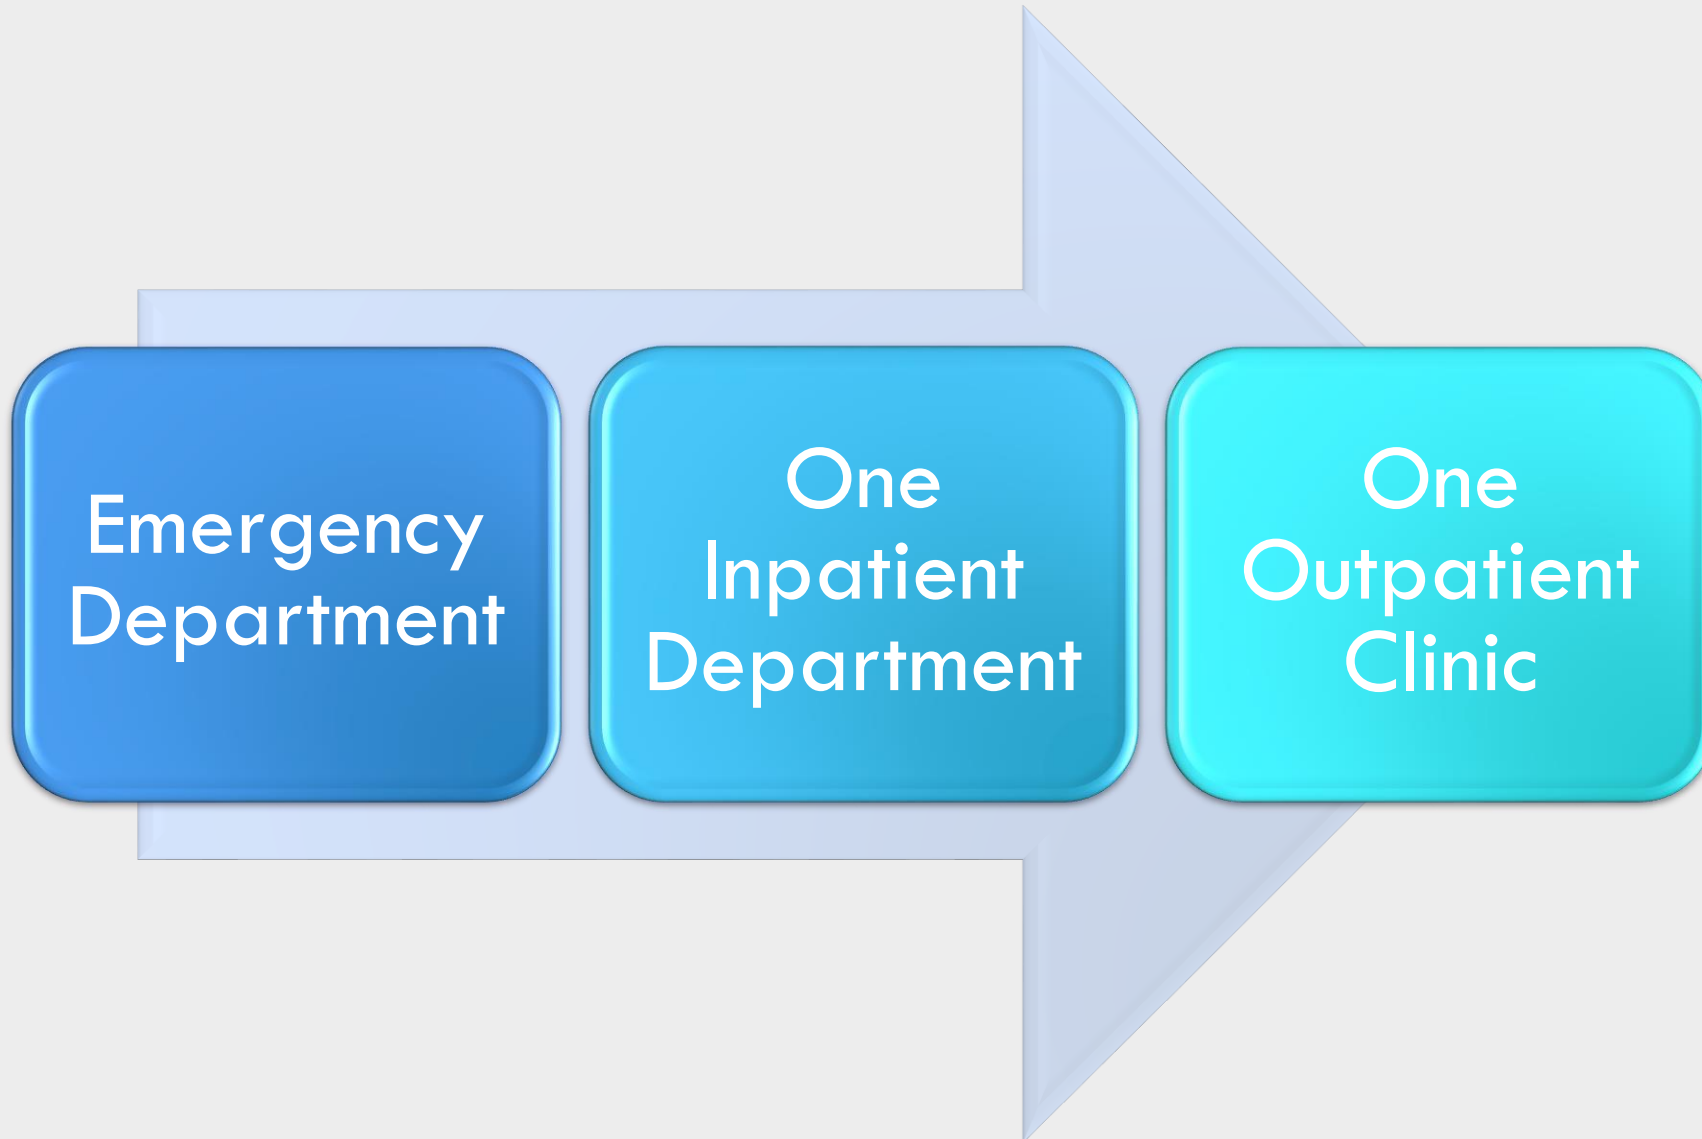 Emergency
Department
One
Inpatient
Department
One
Outpatient
Clinic